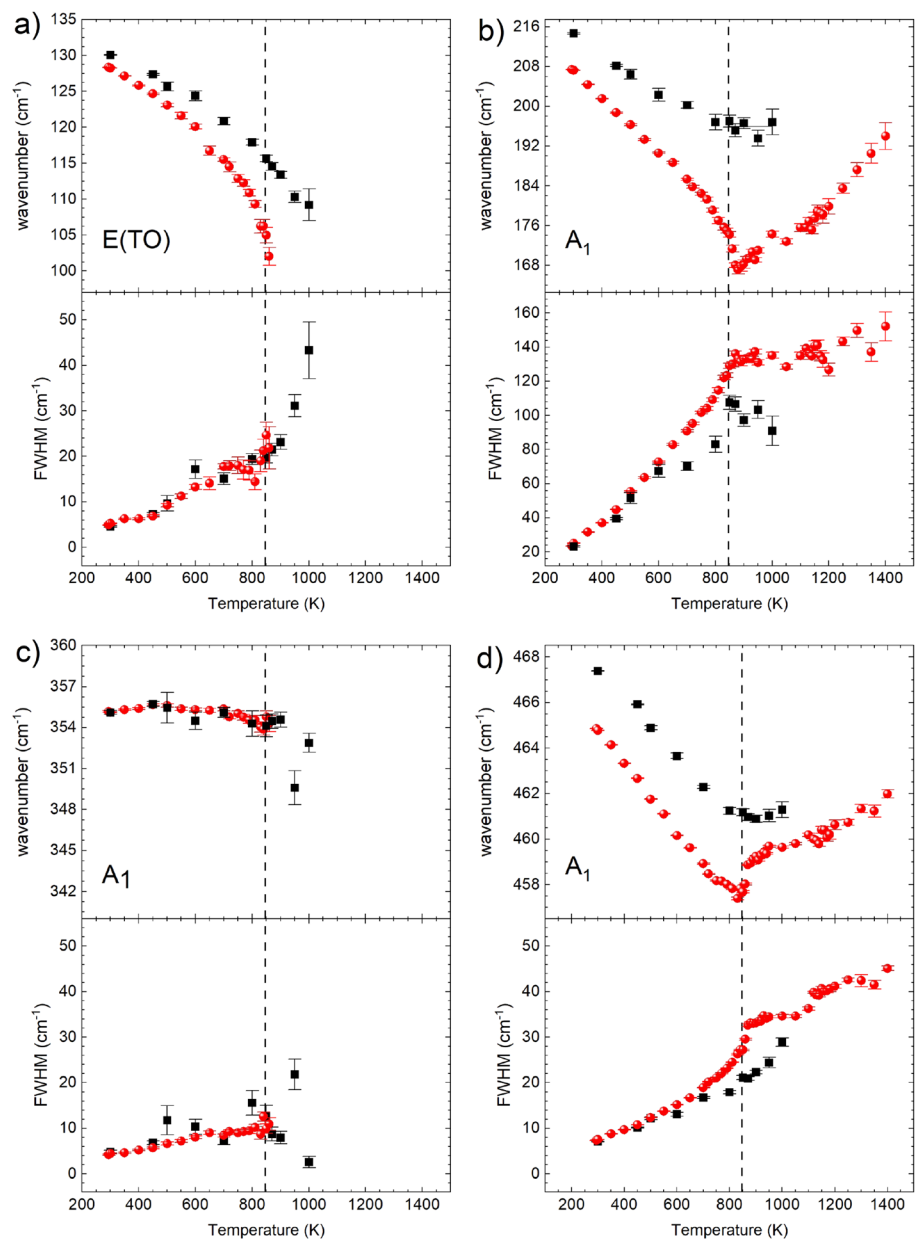 a)
135
130
125
120
115
110
105
100
wavenumber (cm-1)
E(TO)
50
40
30
20
10
0
FWHM (cm-1)
200 400 600 800 1000 1200 1400
Temperature (K)
b)
216
208
200
192
184
176
168
wavenumber (cm-1)
A1
160
140
120
100
80
60
40
20
FWHM (cm-1)
200 400 600 800 1000 1200 1400
Temperature (K)
c)
360
357
354
351
348
345
342
wavenumber (cm-1)
A1
50
40
30
20
10
0
FWHM (cm-1)
200 400 600 800 1000 1200 1400
Temperature (K)
d)
468
466
464
462
460
458
wavenumber (cm-1)
A1
50
40
30
20
10
0
FWHM (cm-1)
200 400 600 800 1000 1200 1400
Temperature (K)